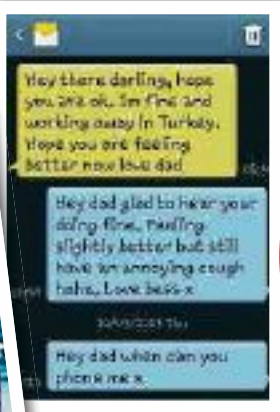 Hey there darling, hope
you are ok. Im fine and
working away in Turkey.
Hope you are feeling
better now love dad
Hey dad glad to hear your
doing fine. Feeling
slightly better but still
have an annoying cough
haha. Love bess x
Thu
Hey dad when can you
phone me x